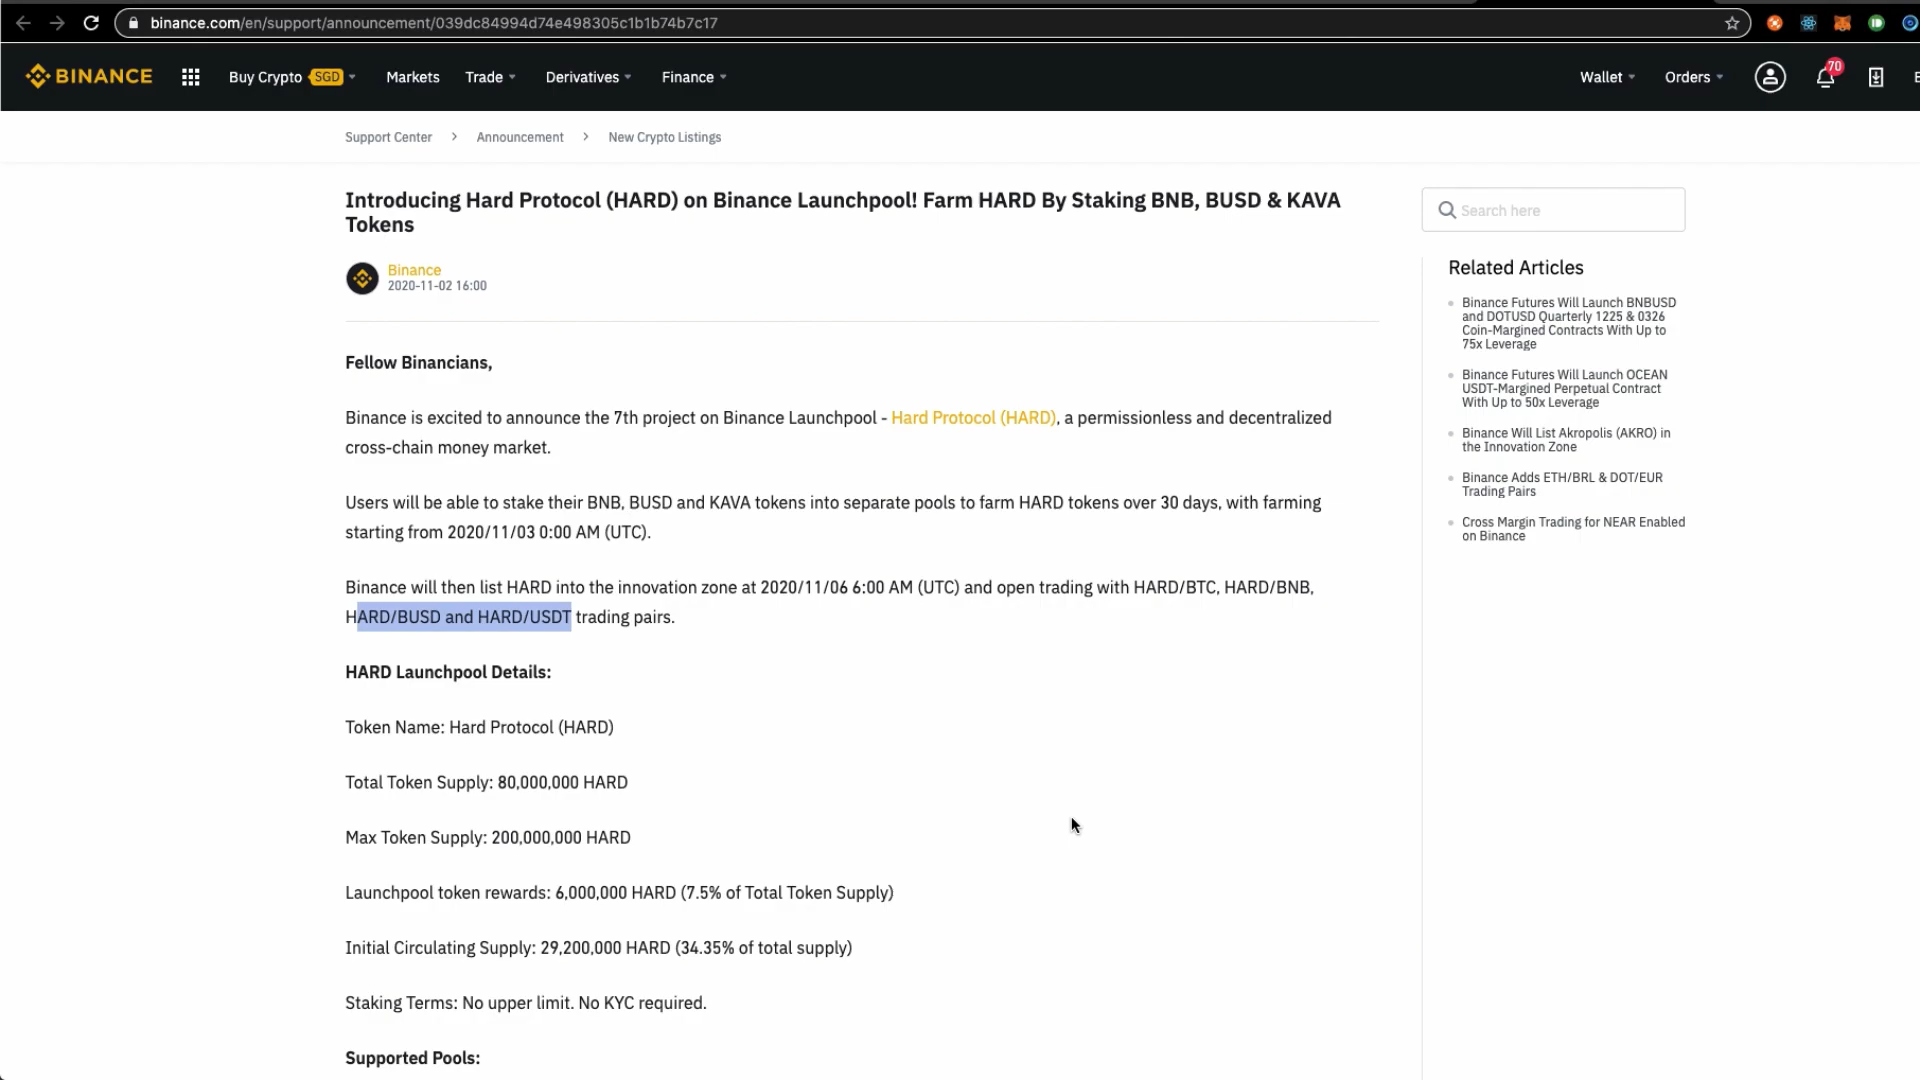 binance.com/en/support/announcement/039dc84994d74e498305c1b1b74b7c17
BINANCE
Buy Crypto SGD
Markets
Trade
Derivatives
Finance
Wallet
Orders
70
Support Center > Announcement > New Crypto Listings
Introducing Hard Protocol (HARD) on Binance Launchpool! Farm HARD By Staking BNB, BUSD & KAVA
Tokens
Binance
2020-11-02 16:00
Fellow Binancians,
Binance is excited to announce the 7th project on Binance Launchpool - Hard Protocol (HARD), a permissionless and decentralized
cross-chain money market.
Users will be able to stake their BNB, BUSD and KAVA tokens into separate pools to farm HARD tokens over 30 days, with farming
starting from 2020/11/03 0:00 AM (UTC).
Binance will then list HARD into the innovation zone at 2020/11/06 6:00 AM (UTC) and open trading with HARD/BTC, HARD/BNB,
HARD/BUSD and HARD/USDT trading pairs.
HARD Launchpool Details:
Token Name: Hard Protocol (HARD)
Total Token Supply: 80,000,000 HARD
Max Token Supply: 200,000,000 HARD
Launchpool token rewards: 6,000,000 HARD (7.5% of Total Token Supply)
Initial Circulating Supply: 29,200,000 HARD (34.35% of total supply)
Staking Terms: No upper limit. No KYC required.
Supported Pools:
Search here
Related Articles
Binance Futures Will Launch BNBUSD
and DOTUSD Quarterly 1225 & 0326
Coin-Margined Contracts With Up to
75x Leverage
Binance Futures Will Launch OCEAN
USDT-Margined Perpetual Contract
With Up to 50x Leverage
Binance Will List Akropolis (AKRO) in
the Innovation Zone
Binance Adds ETH/BRL & DOT/EUR
Trading Pairs
Cross Margin Trading for NEAR Enabled
on Binance